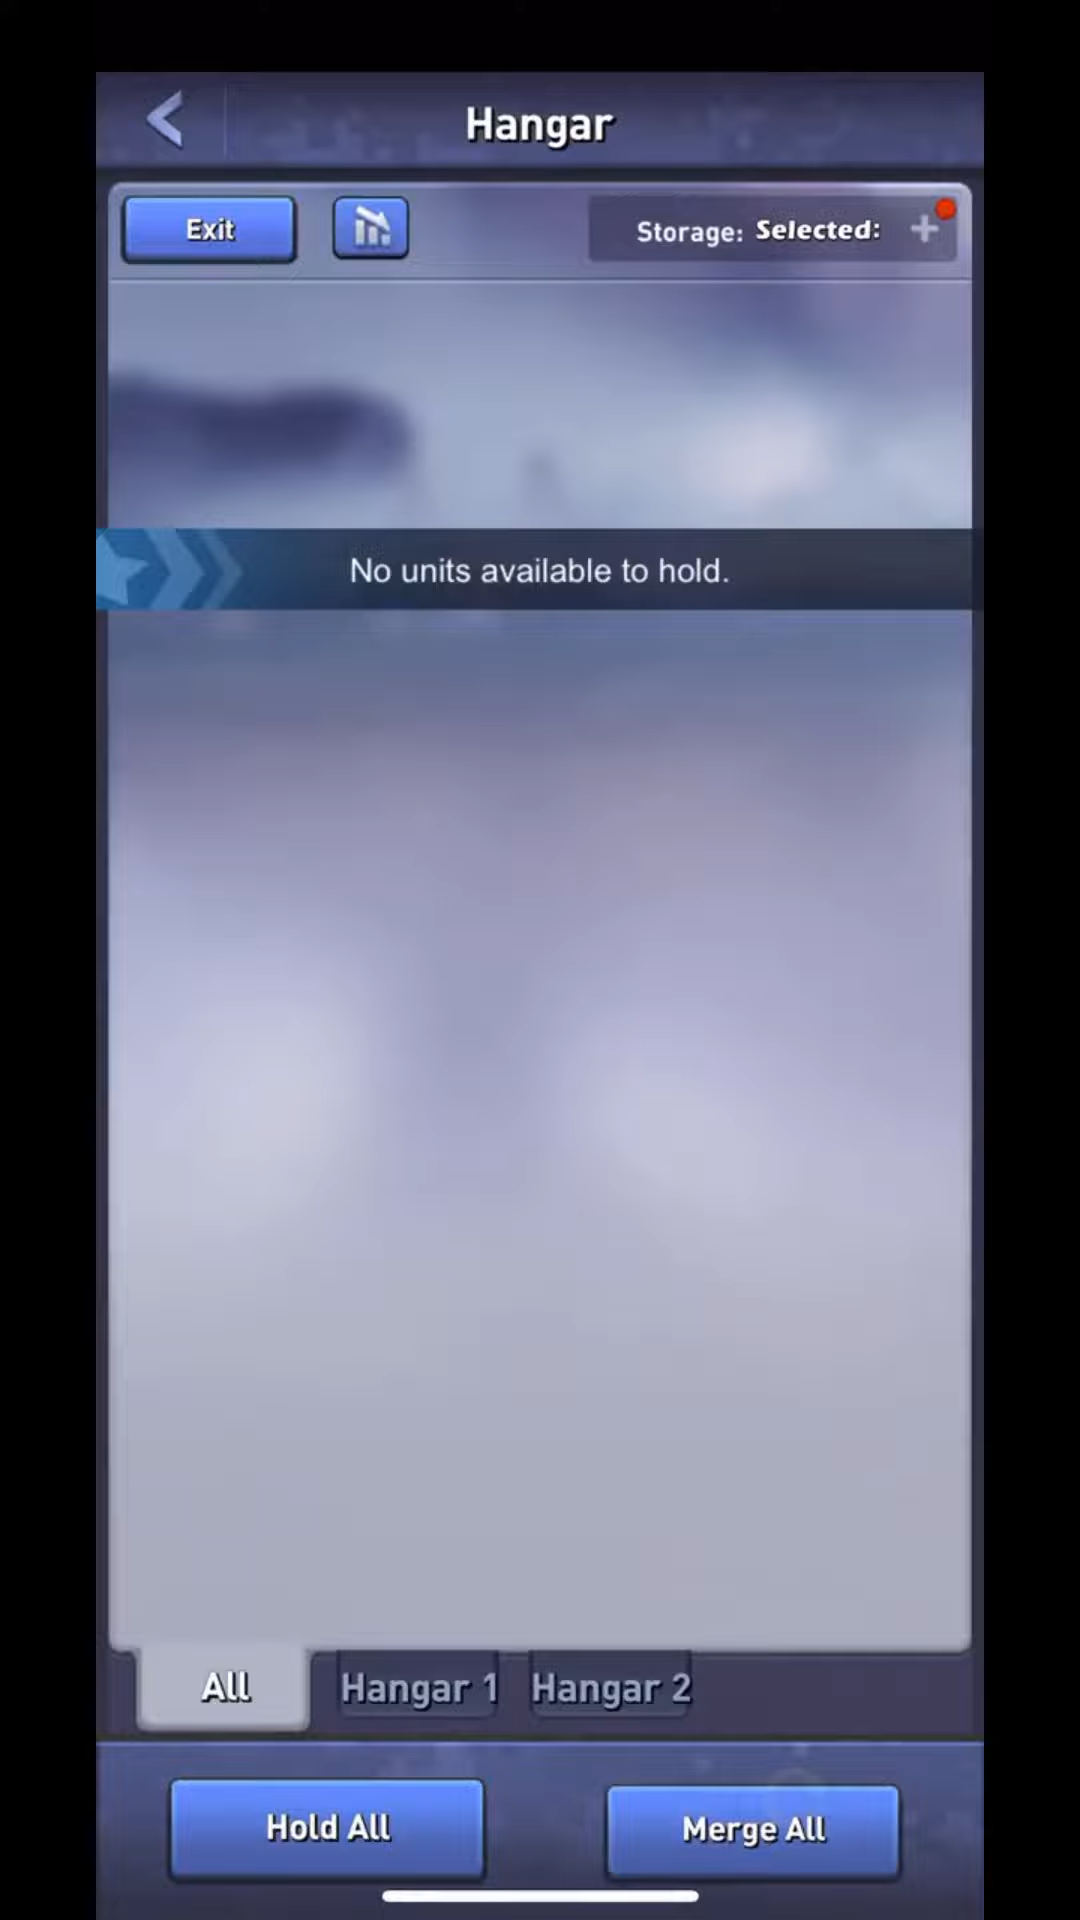 Hangar
Exit
Storage: Selected:
No units available to hold.
All
Hangar 1
Hangar 2
Hold All
Merge All